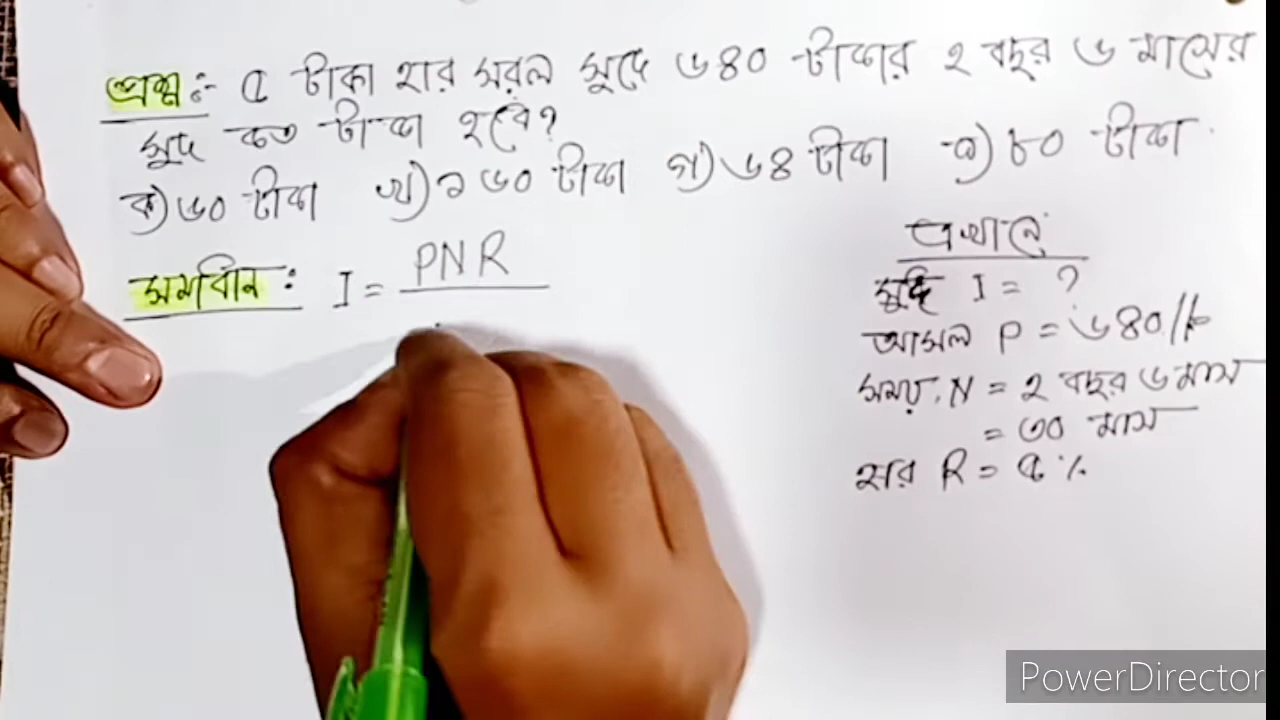 প্রশ্ন:- ৫ টাকা হার সরল সুদে ৬৪০ টাকার ২ বছর ৬ মাসের
সুদ কত টাকা হবে?
ক) ৬০ টাকা খ) ১৬০ টাকা গ) ৬৪ টাকা ঘ) ৮০ টাকা
সমাধান: I = PNR
এখানে
সুদ I = ?
আসল P = ৬৪০//-
সময়, N = ২ বছর ৬ মাস
= ৩০ মাস
হার R = ৫%
PowerDirector